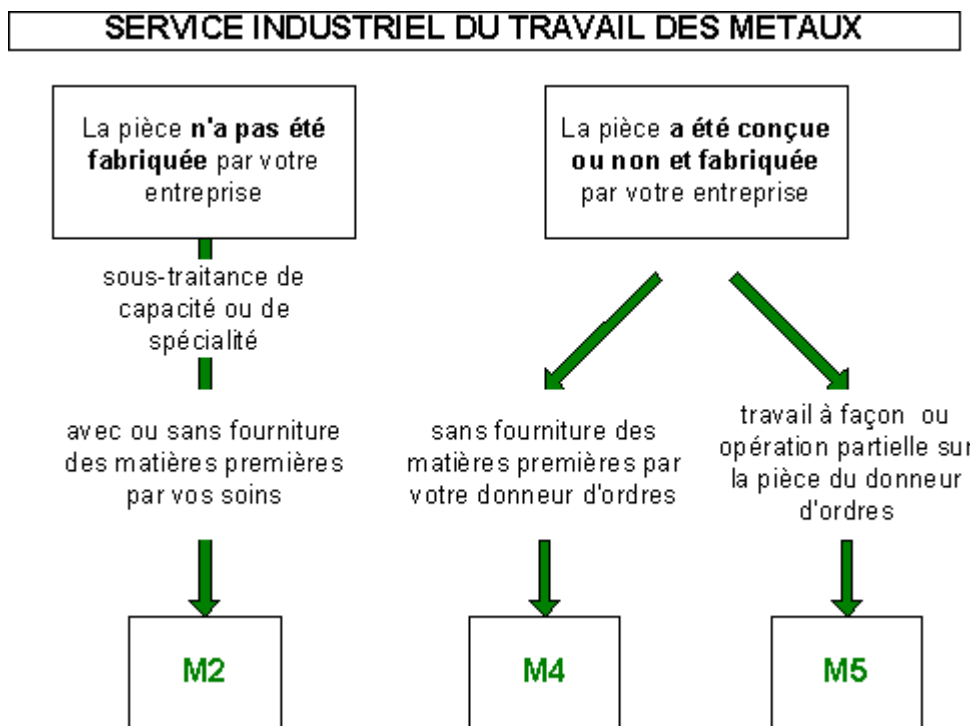 SERVICE INDUSTRIEL DU TRAVAIL DES METAUX
La pièce n'a pas été
fabriquée par votre
entreprise
La pièce a été conçue
ou non et fabriquée
par votre entreprise
sous-traitance de
capacité ou de
spécialité
avec ou sans fourniture
des matières premières
par vos soins
sans fourniture des
matières premières par
votre donneur d'ordres
travail à façon ou
opération partielle sur
la pièce du donneur
d'ordres
M2
M4
M5